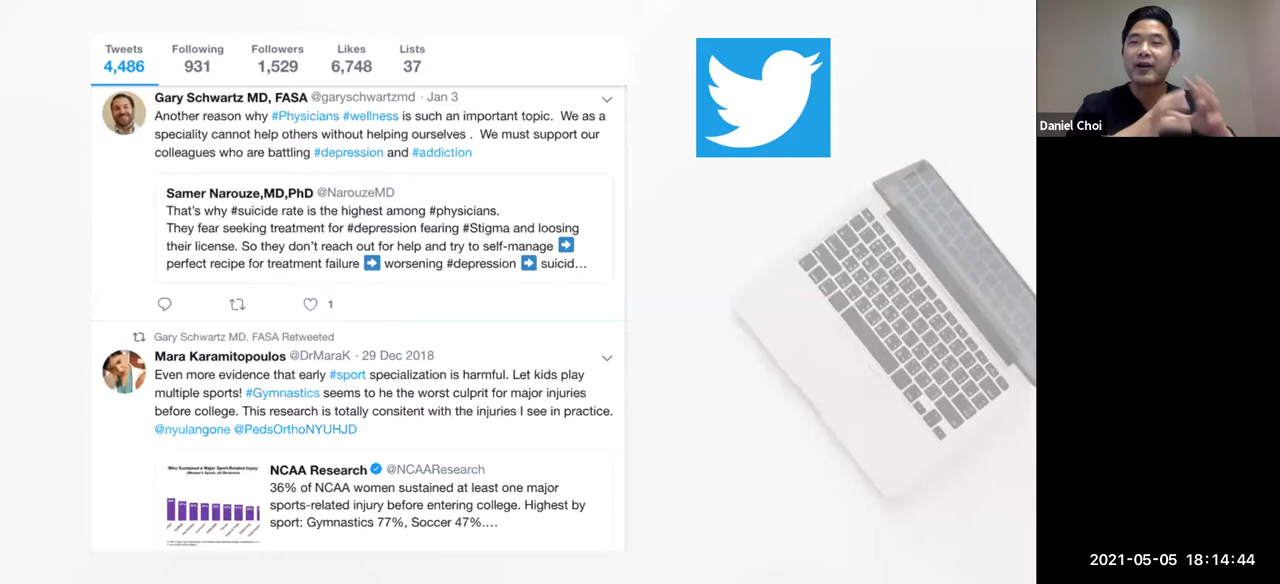 Tweets Following Followers Likes Lists
4,486 931 1,529 6,748 37
Gary Schwartz MD, FASA @garyschwartzmd · Jan 3
Another reason why #Physicians #wellness is such an important topic. We as a
speciality cannot help others without helping ourselves . We must support our
colleagues who are battling #depression and #addiction
Samer Narouze,MD,PhD @NarouzeMD
That's why #suicide rate is the highest among #physicians.
They fear seeking treatment for #depression fearing #Stigma and loosing
their license. So they don't reach out for help and try to self-manage ➡
perfect recipe for treatment failure ➡ worsening #depression ➡ suicid...
1
Gary Schwartz MD, FASA Retweeted
Mara Karamitopoulos @DrMaraK · 29 Dec 2018
Even more evidence that early #sport specialization is harmful. Let kids play
multiple sports! #Gymnastics seems to he the worst culprit for major injuries
before college. This research is totally consitent with the injuries I see in practice.
@nyulangone @PedsOrthoNYUHJD
Who Sustained a Major Sport-Related Injury
NCAA Research @NCAAResearch
36% of NCAA women sustained at least one major
sports-related injury before entering college. Highest by
sport: Gymnastics 77%, Soccer 47%....
Daniel Choi
2021-05-05 18:14:44